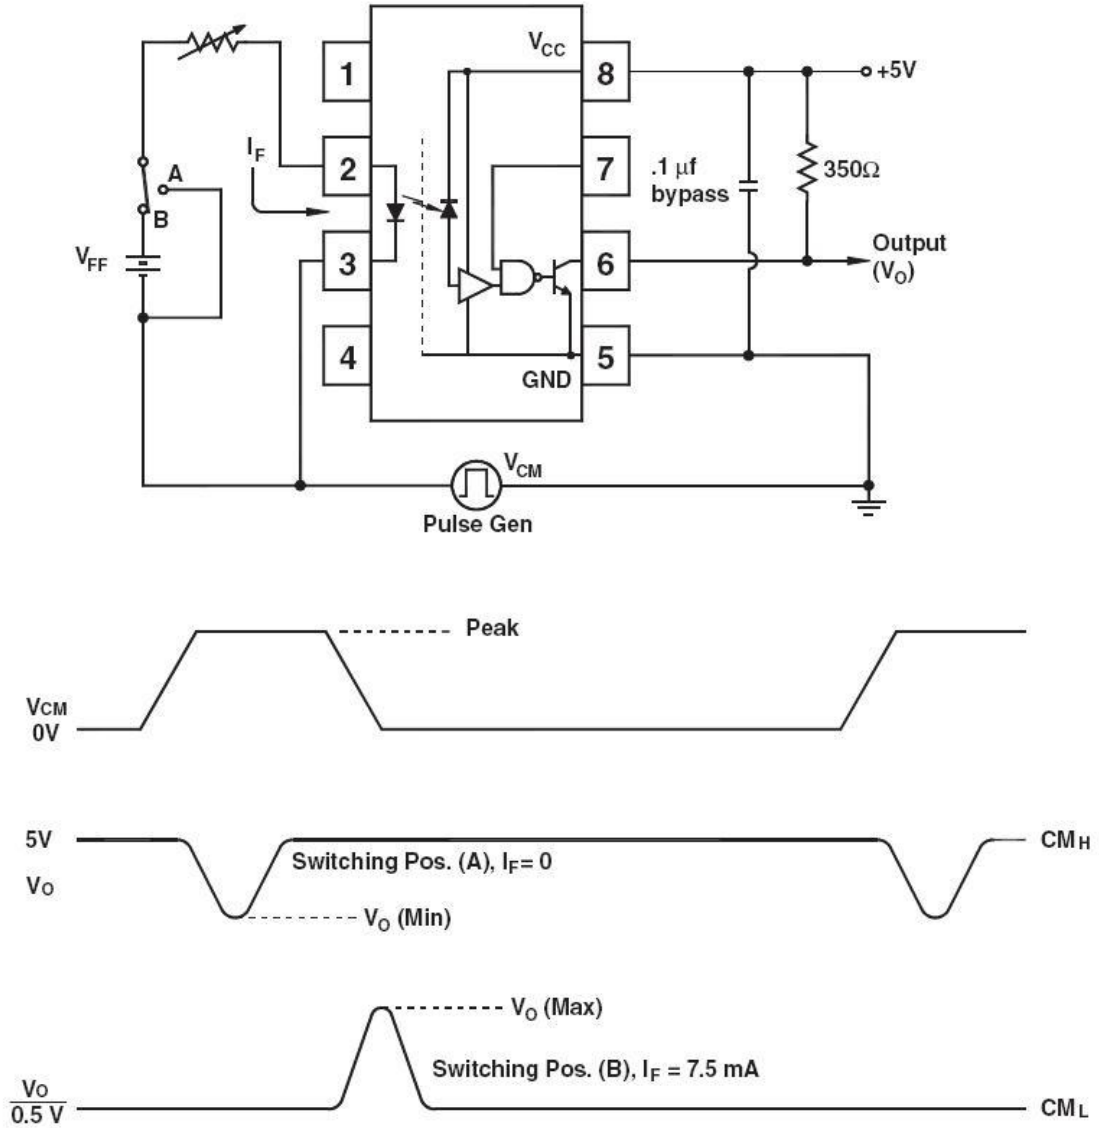 V_CC
1
8
+5V
I_F
2
7
.1 µf
bypass
350Ω
A
B
V_FF
3
6
Output
(V_O)
4
5
GND
V_CM
Pulse Gen
Peak
V_CM
0V
5V
CM_H
Switching Pos. (A), I_F= 0
V_O
V_O (Min)
V_O (Max)
Switching Pos. (B), I_F = 7.5 mA
V_O
0.5 V
CM_L